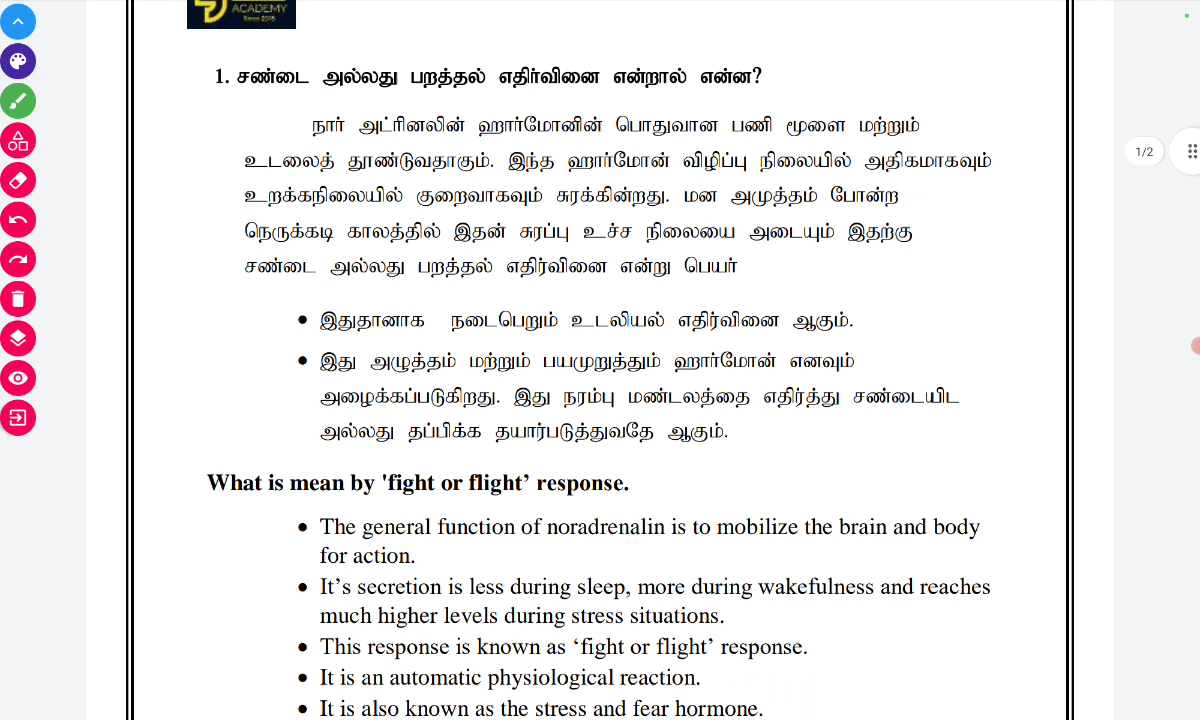 ACADEMY
Since 2015
1. சண்டை அல்லது பறத்தல் எதிர்வினை என்றால் என்ன?
நார் அட்ரினலின் ஹார்மோனின் பொதுவான பணி மூளை மற்றும்
உடலைத் தூண்டுவதாகும். இந்த ஹார்மோன் விழிப்பு நிலையில் அதிகமாகவும்
உறக்கநிலையில் குறைவாகவும் சுரக்கின்றது. மன அமுத்தம் போன்ற
நெருக்கடி காலத்தில் இதன் சுரப்பு உச்ச நிலையை அடையும் இதற்கு
சண்டை அல்லது பறத்தல் எதிர்வினை என்று பெயர்
• இதுதானாக நடைபெறும் உடலியல் எதிர்வினை ஆகும்.
• இது அழுத்தம் மற்றும் பயமுறுத்தும் ஹார்மோன் எனவும்
அழைக்கப்படுகிறது. இது நரம்பு மண்டலத்தை எதிர்த்து சண்டையிட
அல்லது தப்பிக்க தயார்படுத்துவதே ஆகும்.
What is mean by 'fight or flight’ response.
• The general function of noradrenalin is to mobilize the brain and body
for action.
• It’s secretion is less during sleep, more during wakefulness and reaches
much higher levels during stress situations.
• This response is known as ‘fight or flight’ response.
• It is an automatic physiological reaction.
• It is also known as the stress and fear hormone.
1/2